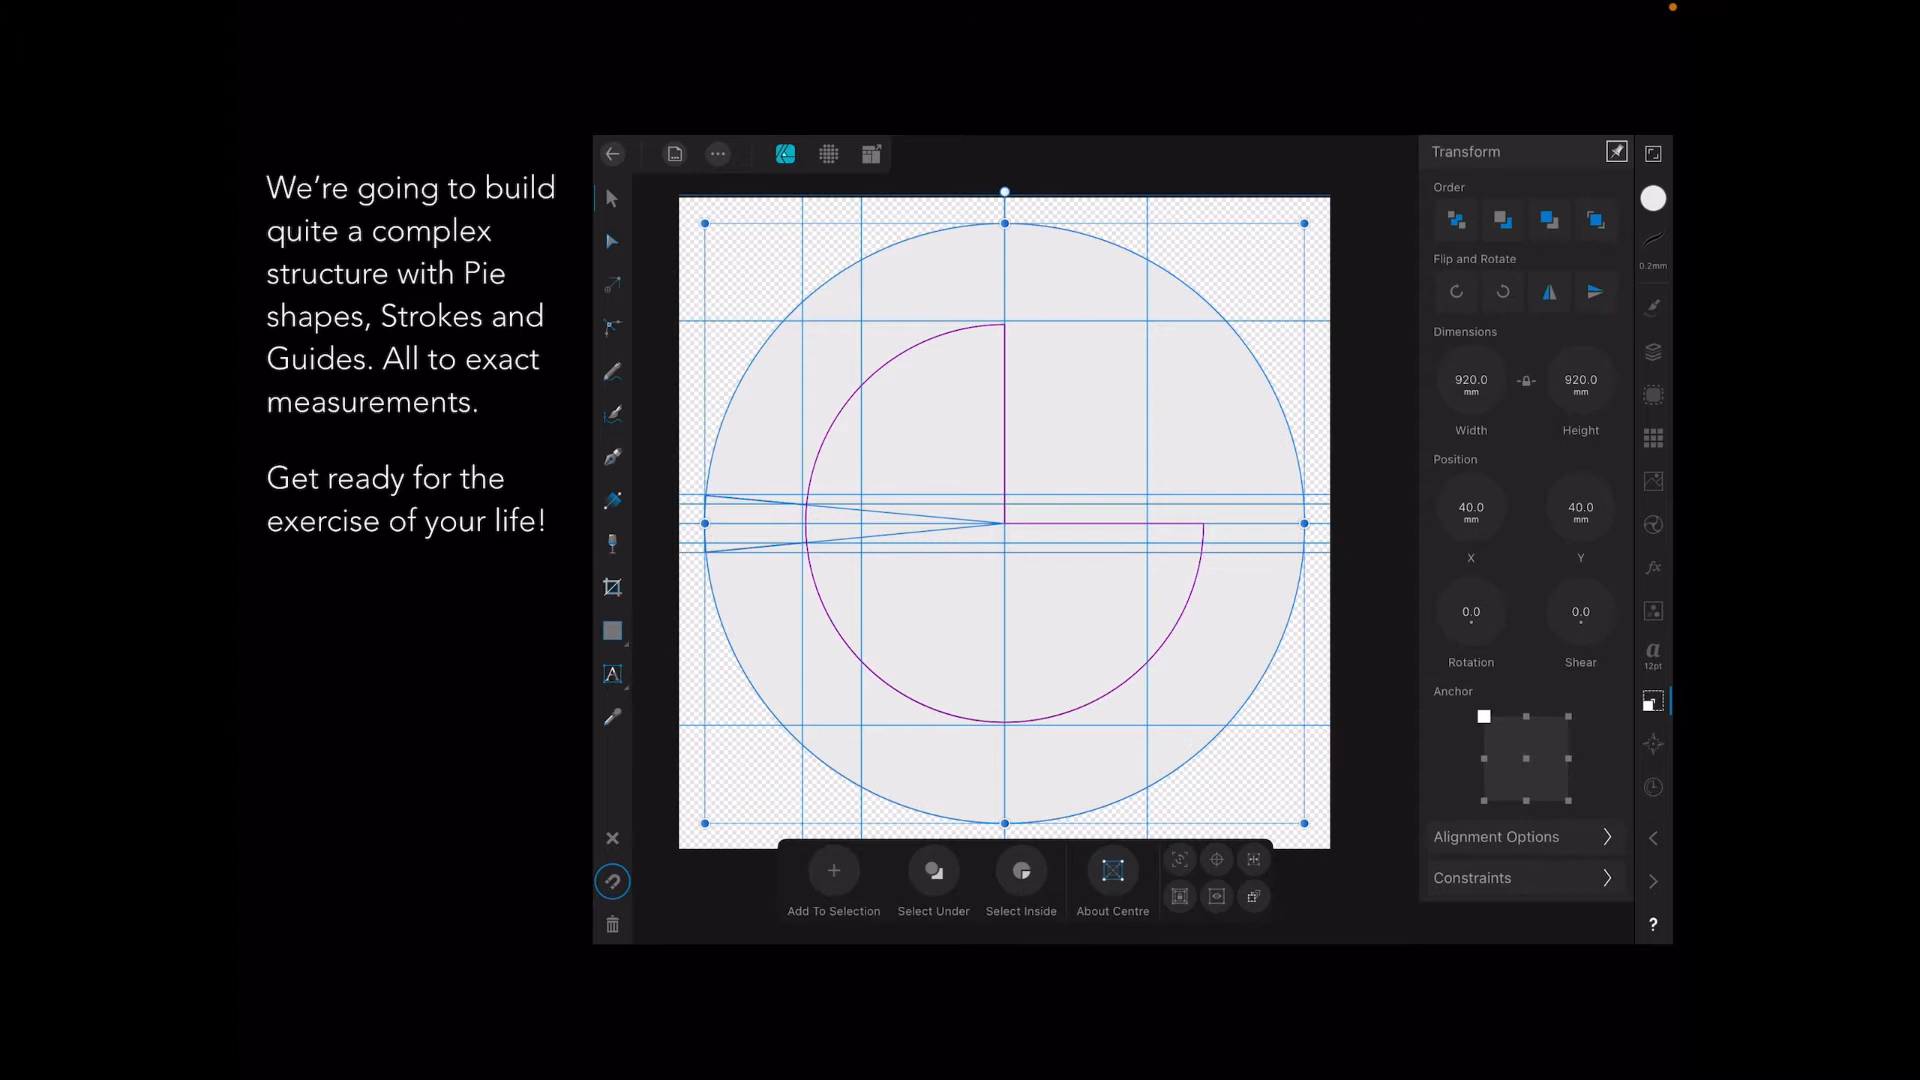 We're going to build
quite a complex
structure with Pie
shapes, Strokes and
Guides. All to exact
measurements.
Get ready for the
exercise of your life!
Transform
Order
Flip and Rotate
0.2mm
Dimensions
920.0 mm
920.0 mm
Width
Height
Position
40.0 mm
40.0 mm
X
Y
fx
0.0
0.0
a
12pt
Rotation
Shear
A
Anchor
Alignment Options
Constraints
Add To Selection
Select Under
Select Inside
About Centre
?